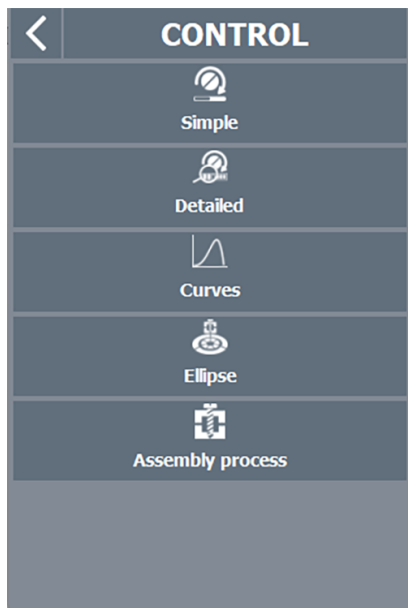 CONTROL
Simple
Detailed
Curves
Ellipse
Assembly process